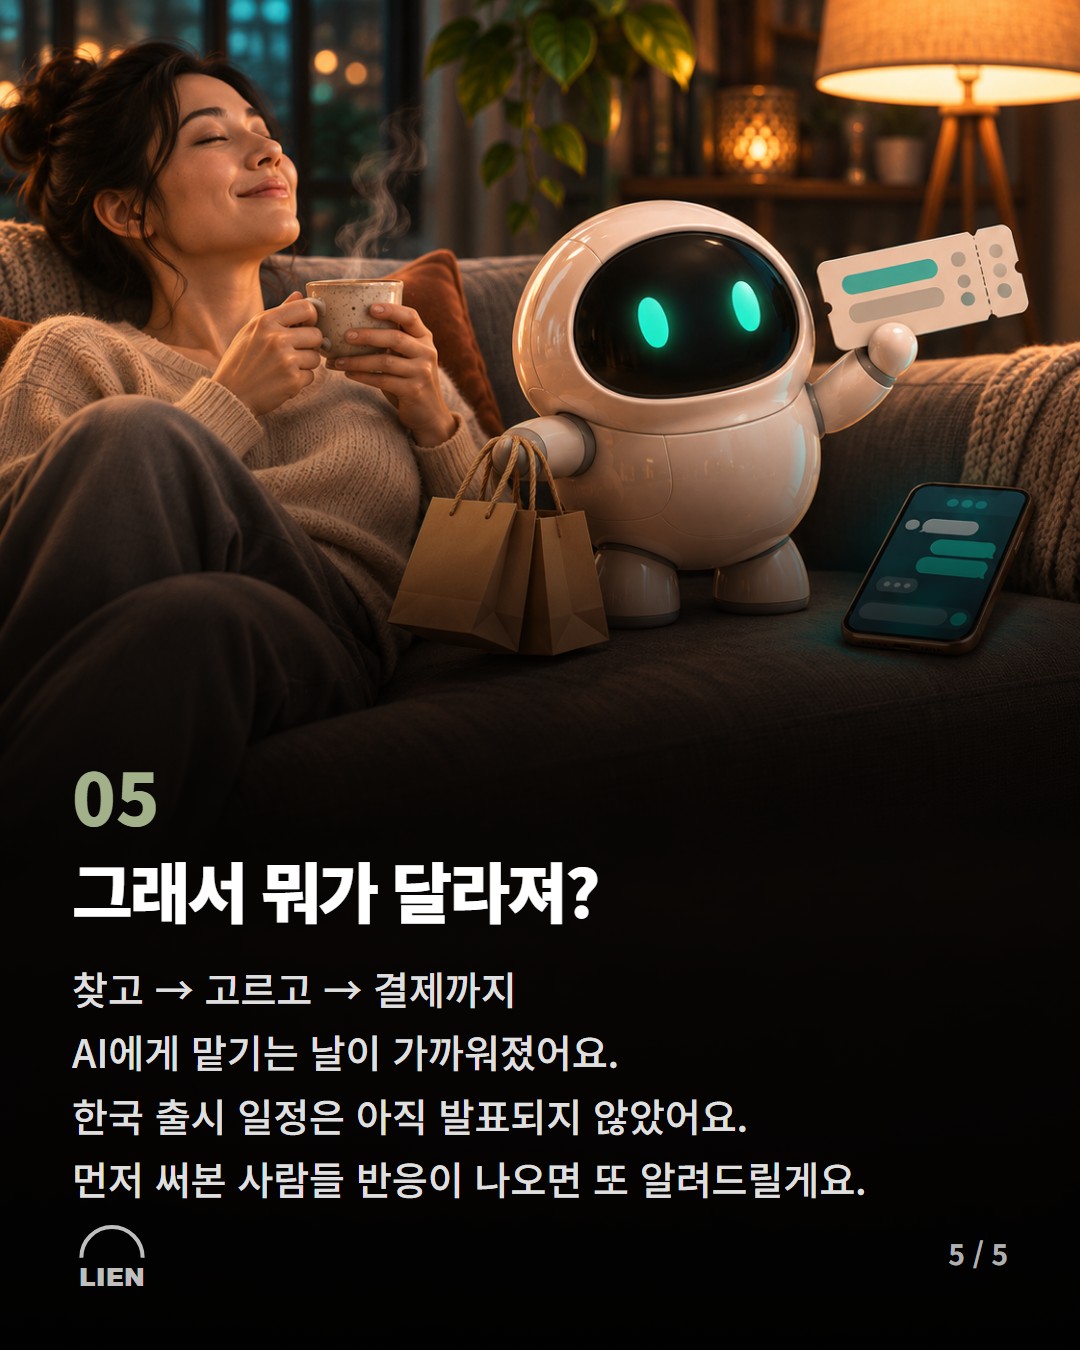 05
그래서 뭐가 달라져?
찾고 → 고르고 → 결제까지
AI에게 맡기는 날이 가까워졌어요.
한국 출시 일정은 아직 발표되지 않았어요.
먼저 써본 사람들 반응이 나오면 또 알려드릴게요.
LIEN
5 / 5